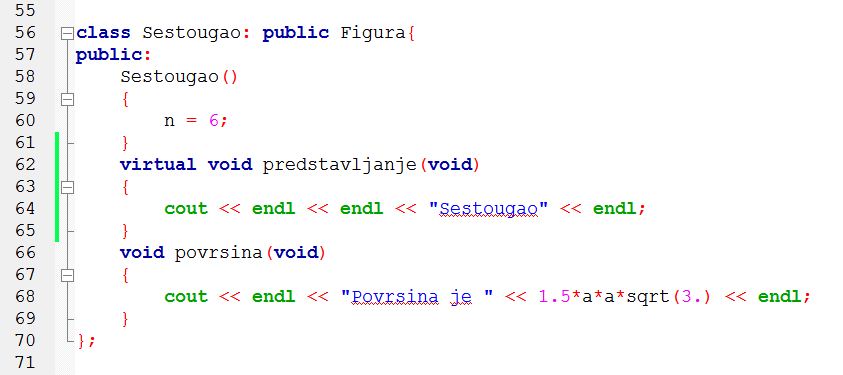 55
56 class Sestougao: public Figura{
57 public:
58     Sestougao()
59     {
60         n = 6;
61     }
62     virtual void predstavljanje(void)
63     {
64         cout << endl << endl << "Sestougao" << endl;
65     }
66     void povrsina(void)
67     {
68         cout << endl << "Povrsina je " << 1.5*a*a*sqrt(3.) << endl;
69     }
70 };
71